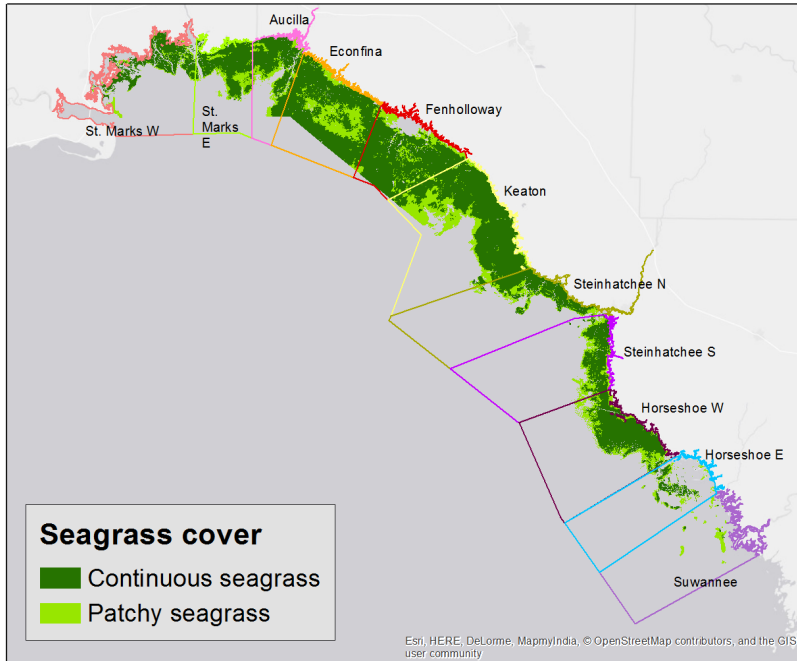 Aucilla
Econfina
Fenholloway
St. Marks W
St.
Marks
E
Keaton
Steinhatchee N
Steinhatchee S
Horseshoe W
Horseshoe E
Suwannee
Seagrass cover
Continuous seagrass
Patchy seagrass
Esri, HERE, DeLorme, MapmyIndia, © OpenStreetMap contributors, and the GIS
user community